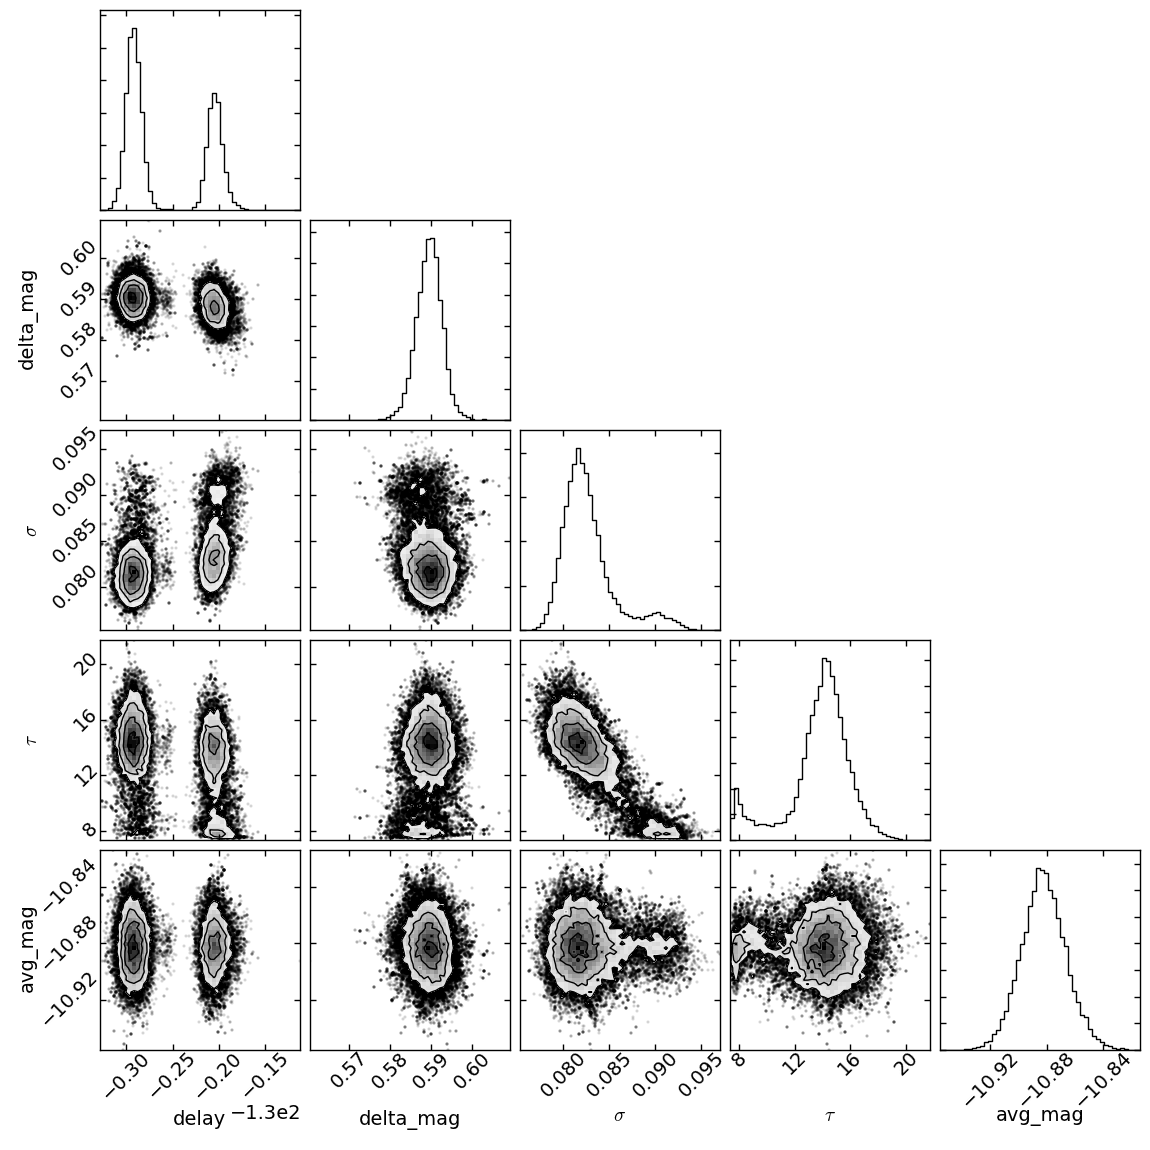 delta_mag
0.60
0.59
0.58
0.57
σ
0.095
0.090
0.085
0.080
τ
20
16
12
8
avg_mag
−10.84
−10.88
−10.92
−0.30 −0.25 −0.20 −0.15
0.57 0.58 0.59 0.60
0.080 0.085 0.090 0.095
8 12 16 20
−10.92 −10.88 −10.84
delay −1.3e2 delta_mag σ τ avg_mag